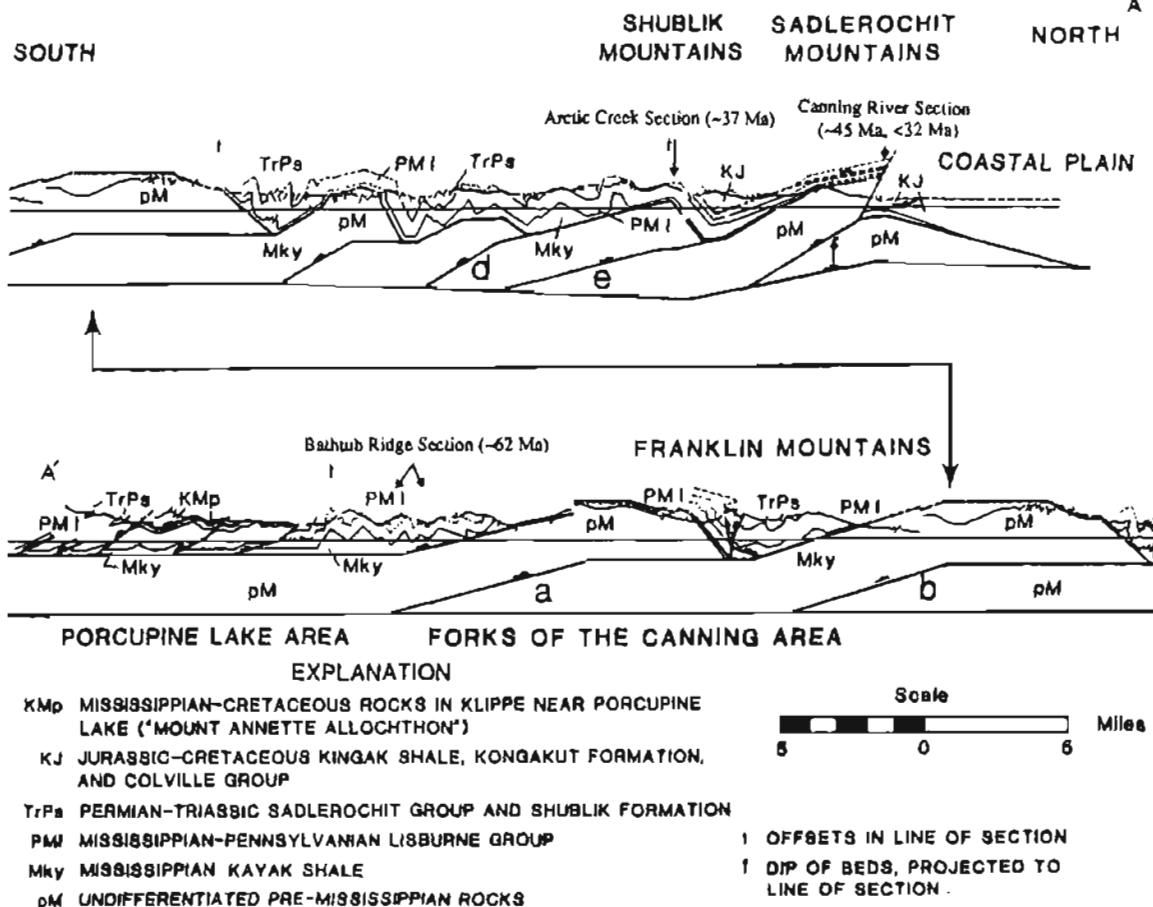 A
SHUBLIK MOUNTAINS
SADLEROCHIT MOUNTAINS
NORTH
SOUTH
Arctic Creek Section (~37 Ma)
Canning River Section (~45 Ma, <32 Ma)
COASTAL PLAIN
TrPs
PMl
TrPs
KJ
KJ
pM
pM
Mky
Mky
PMl
pM
pM
d
e
Bathtub Ridge Section (~62 Ma)
FRANKLIN MOUNTAINS
A'
TrPs
KMp
PMl
PMl
PMl
TrPs
PMl
pM
pM
Mky
Mky
Mky
pM
a
b
pM
PORCUPINE LAKE AREA
FORKS OF THE CANNING AREA
EXPLANATION
KMp MISSISSIPPIAN-CRETACEOUS ROCKS IN KLIPPE NEAR PORCUPINE
LAKE ("MOUNT ANNETTE ALLOCHTHON")
KJ JURASSIC-CRETACEOUS KINGAK SHALE, KONGAKUT FORMATION,
AND COLVILLE GROUP
TrPs PERMIAN-TRIASSIC SADLEROCHIT GROUP AND SHUBLIK FORMATION
PMl MISSISSIPPIAN-PENNSYLVANIAN LISBURNE GROUP
Mky MISSISSIPPIAN KAYAK SHALE
pM UNDIFFERENTIATED PRE-MISSISSIPPIAN ROCKS
Scale
Miles
5 0 5
OFFSETS IN LINE OF SECTION
DIP OF BEDS, PROJECTED TO
LINE OF SECTION.